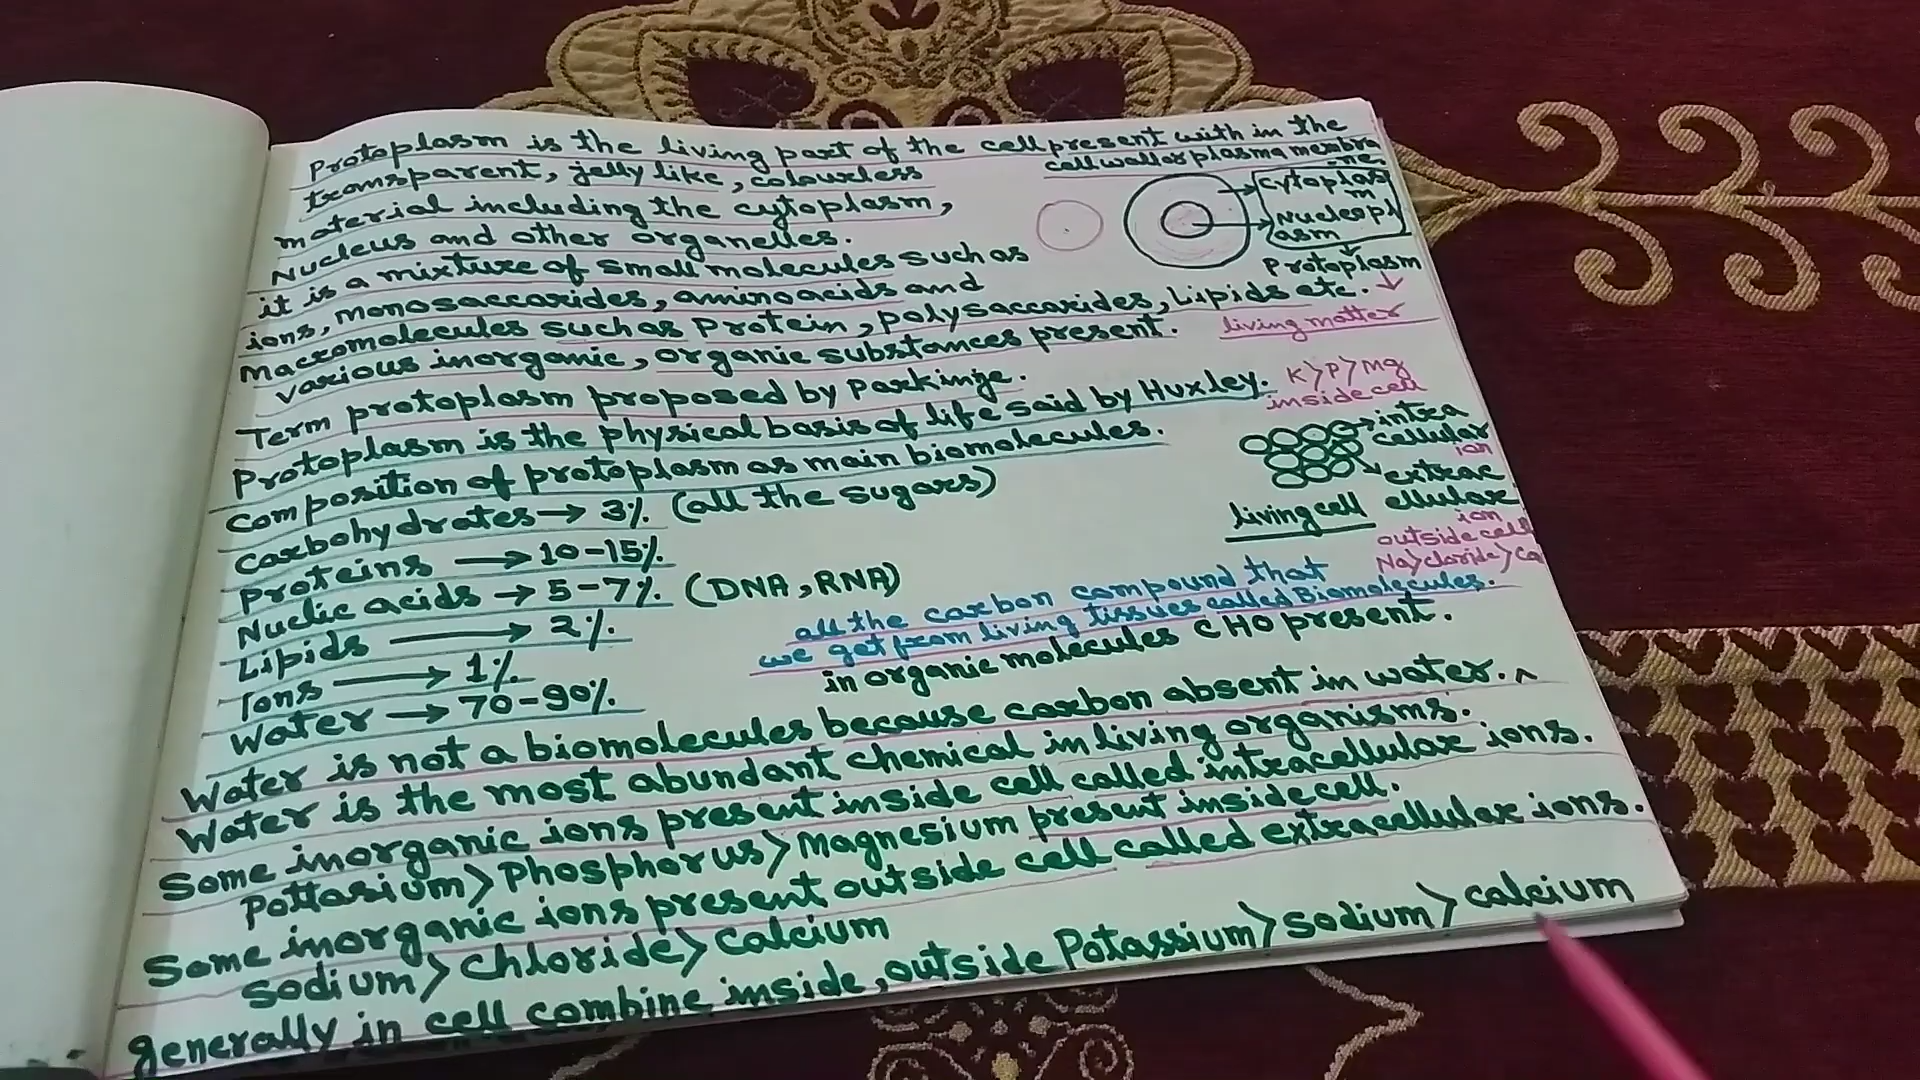 Protoplasm is the living part of the cell present with in the
cell wall or plasma membra
ne.
transparent, jelly like, colourless
material including the cytoplasm,
Nucleus and other organelles.
it is a mixture of small molecules such as
ions, monosaccarides, aminoacids and
Macromolecules such as Protein, polysaccarides, Lipids etc.
various inorganic, organic substances present.
Cytoplas
m
Nucleopl
asm
Protoplasm
living matter
Term protoplasm proposed by Parkinje.
Protoplasm is the physical basis of life said by Huxley.
K>P>Mg
inside cell
Composition of protoplasm as main biomolecules.
Carbohydrates → 3%. (all the sugars)
Proteins → 10-15%.
Nuclic acids → 5-7%. (DNA, RNA)
Lipids → 2%.
Ions → 1%.
Water → 70-90%.
intra
cellular
ion
extrac
ellular
ion
living cell
outside cell
Na>cloride>Ca
all the carbon compound that
we get from living tissues called Biomolecules.
in organic molecules CHO present.
Water is not a biomolecules because carbon absent in water.
Water is the most abundant chemical in living organisms.
Some inorganic ions present inside cell called intracellular ions.
Pottasium > Phosphorus > Magnesium present inside cell.
Some inorganic ions present outside cell called extracellular ions.
Sodium > Chloride > Calcium
generally in cell combine inside, outside Potassium > Sodium > Calcium